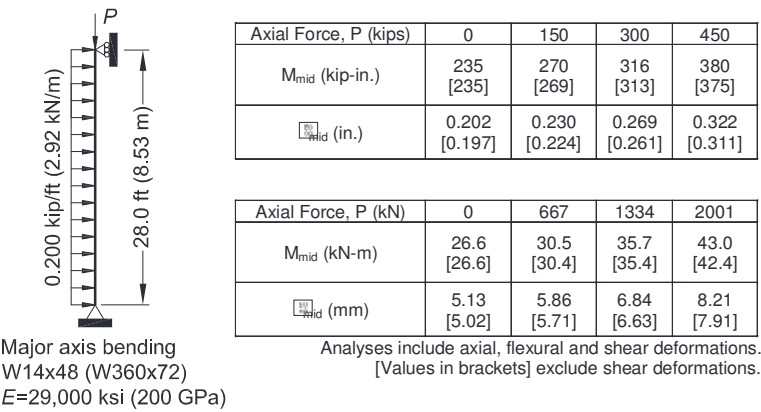 P
0.200 kip/ft (2.92 kN/m)
28.0 ft (8.53 m)
Major axis bending
W14x48 (W360x72)
E=29,000 ksi (200 GPa)
Axial Force, P (kips) 0 150 300 450
Mmid (kip-in.) 235 270 316 380
[235] [269] [313] [375]
mid (in.) 0.202 0.230 0.269 0.322
[0.197] [0.224] [0.261] [0.311]
Axial Force, P (kN) 0 667 1334 2001
Mmid (kN-m) 26.6 30.5 35.7 43.0
[26.6] [30.4] [35.4] [42.4]
mid (mm) 5.13 5.86 6.84 8.21
[5.02] [5.71] [6.63] [7.91]
Analyses include axial, flexural and shear deformations.
[Values in brackets] exclude shear deformations.